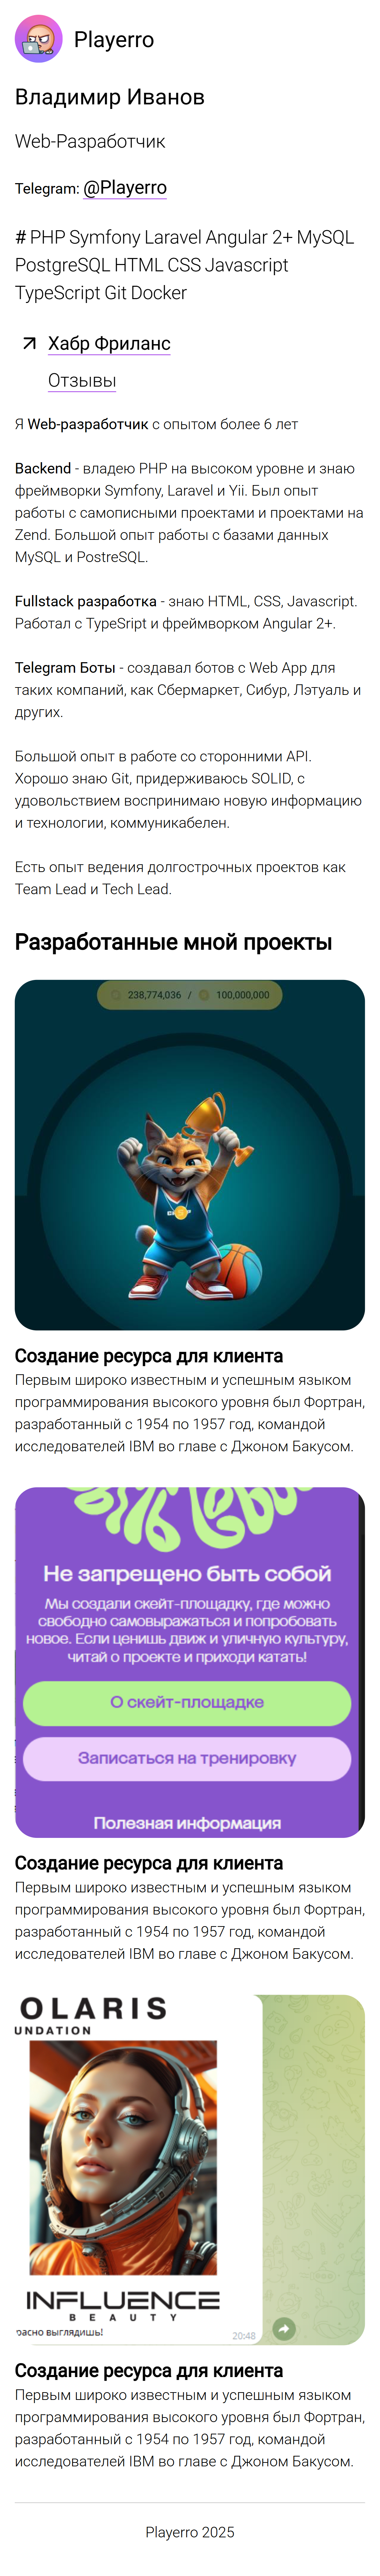 Playerro
Владимир Иванов
Web-Разработчик
Telegram: @Playerro
# PHP Symfony Laravel Angular 2+ MySQL
PostgreSQL HTML CSS Javascript
TypeScript Git Docker
Хабр Фриланс
Отзывы
Я Web-разработчик с опытом более 6 лет
Backend - владею PHP на высоком уровне и знаю
фреймворки Symfony, Laravel и Yii. Был опыт
работы с самописными проектами и проектами на
Zend. Большой опыт работы с базами данных
MySQL и PostreSQL.
Fullstack разработка - знаю HTML, CSS, Javascript.
Работал с TypeSript и фреймворком Angular 2+.
Telegram Боты - создавал ботов с Web App для
таких компаний, как Сбермаркет, Сибур, Лэтуаль и
других.
Большой опыт в работе со сторонними API.
Хорошо знаю Git, придерживаюсь SOLID, с
удовольствием воспринимаю новую информацию
и технологии, коммуникабелен.
Есть опыт ведения долгострочных проектов как
Team Lead и Tech Lead.
Разработанные мной проекты
238,774,036 / 100,000,000
Создание ресурса для клиента
Первым широко известным и успешным языком
программирования высокого уровня был Фортран,
разработанный с 1954 по 1957 год, командой
исследователей IBM во главе с Джоном Бакусом.
Не запрещено быть собой
Мы создали скейт-площадку, где можно
свободно самовыражаться и попробовать
новое. Если ценишь движ и уличную культуру,
читай о проекте и приходи катать!
О скейт-площадке
Записаться на тренировку
Полезная информация
Создание ресурса для клиента
Первым широко известным и успешным языком
программирования высокого уровня был Фортран,
разработанный с 1954 по 1957 год, командой
исследователей IBM во главе с Джоном Бакусом.
OLARIS
UNDATION
INFLUENCE
BEAUTY
расно выглядишь!
20:48
Создание ресурса для клиента
Первым широко известным и успешным языком
программирования высокого уровня был Фортран,
разработанный с 1954 по 1957 год, командой
исследователей IBM во главе с Джоном Бакусом.
Playerro 2025